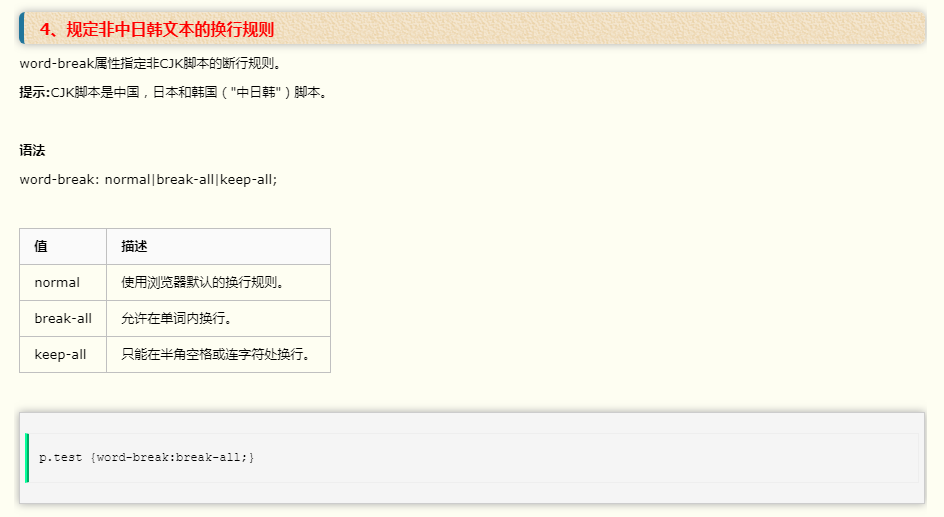 4、规定非中日韩文本的换行规则
word-break属性指定非CJK脚本的断行规则。
提示:CJK脚本是中国，日本和韩国（"中日韩"）脚本。
语法
word-break: normal|break-all|keep-all;
值 描述
normal 使用浏览器默认的换行规则。
break-all 允许在单词内换行。
keep-all 只能在半角空格或连字符处换行。
p.test {word-break:break-all;}